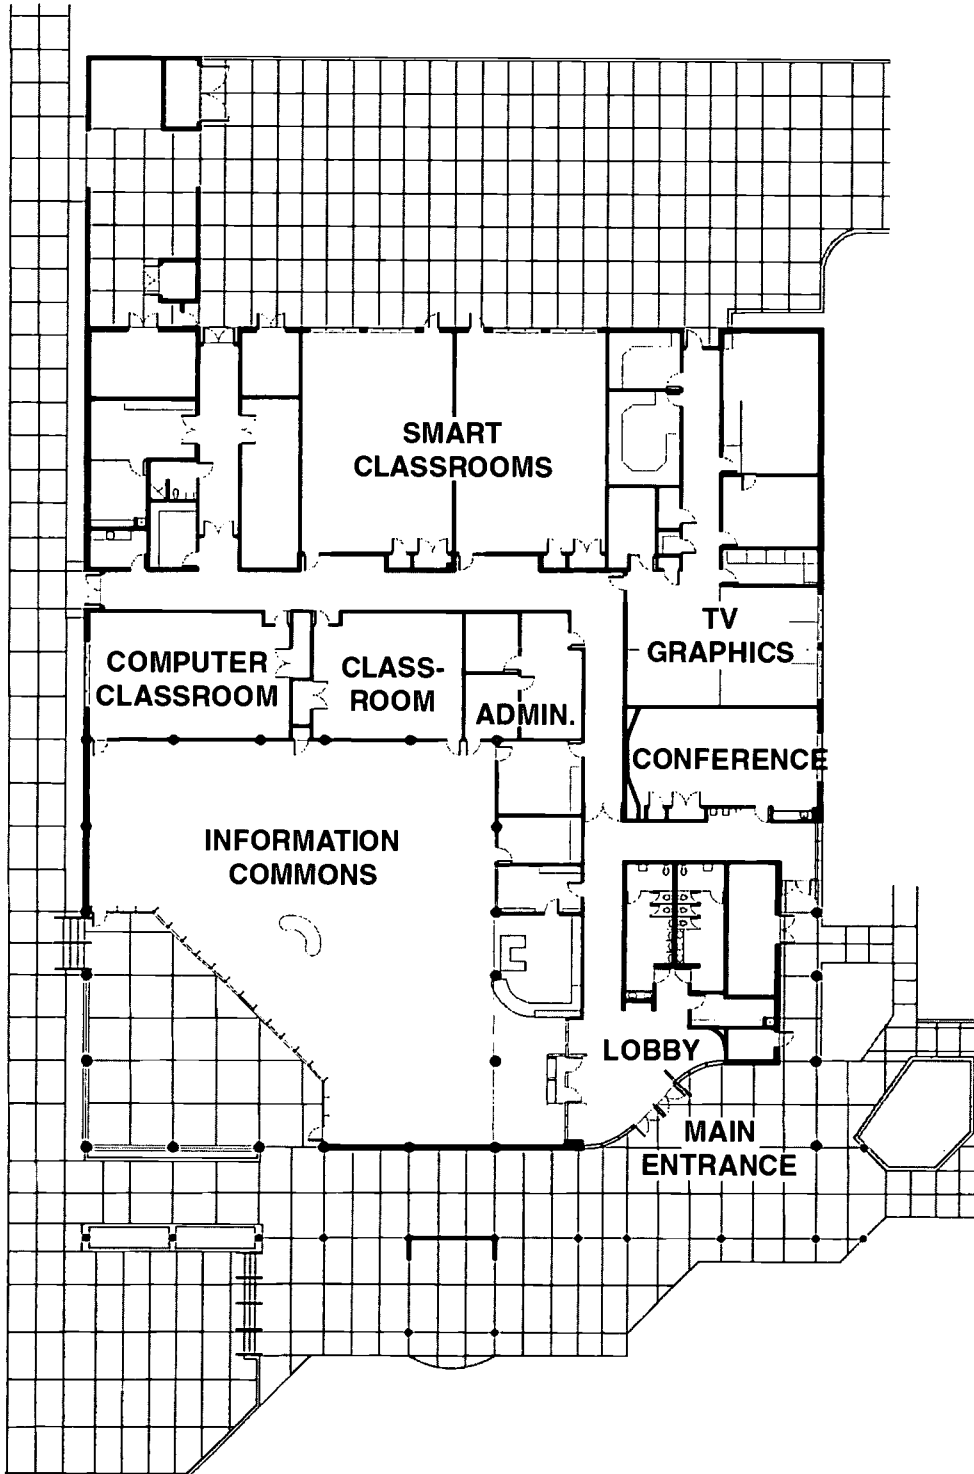 SMART
CLASSROOMS
TV
GRAPHICS
COMPUTER
CLASSROOM
CLASS-
ROOM
ADMIN.
CONFERENCE
INFORMATION
COMMONS
LOBBY
MAIN
ENTRANCE